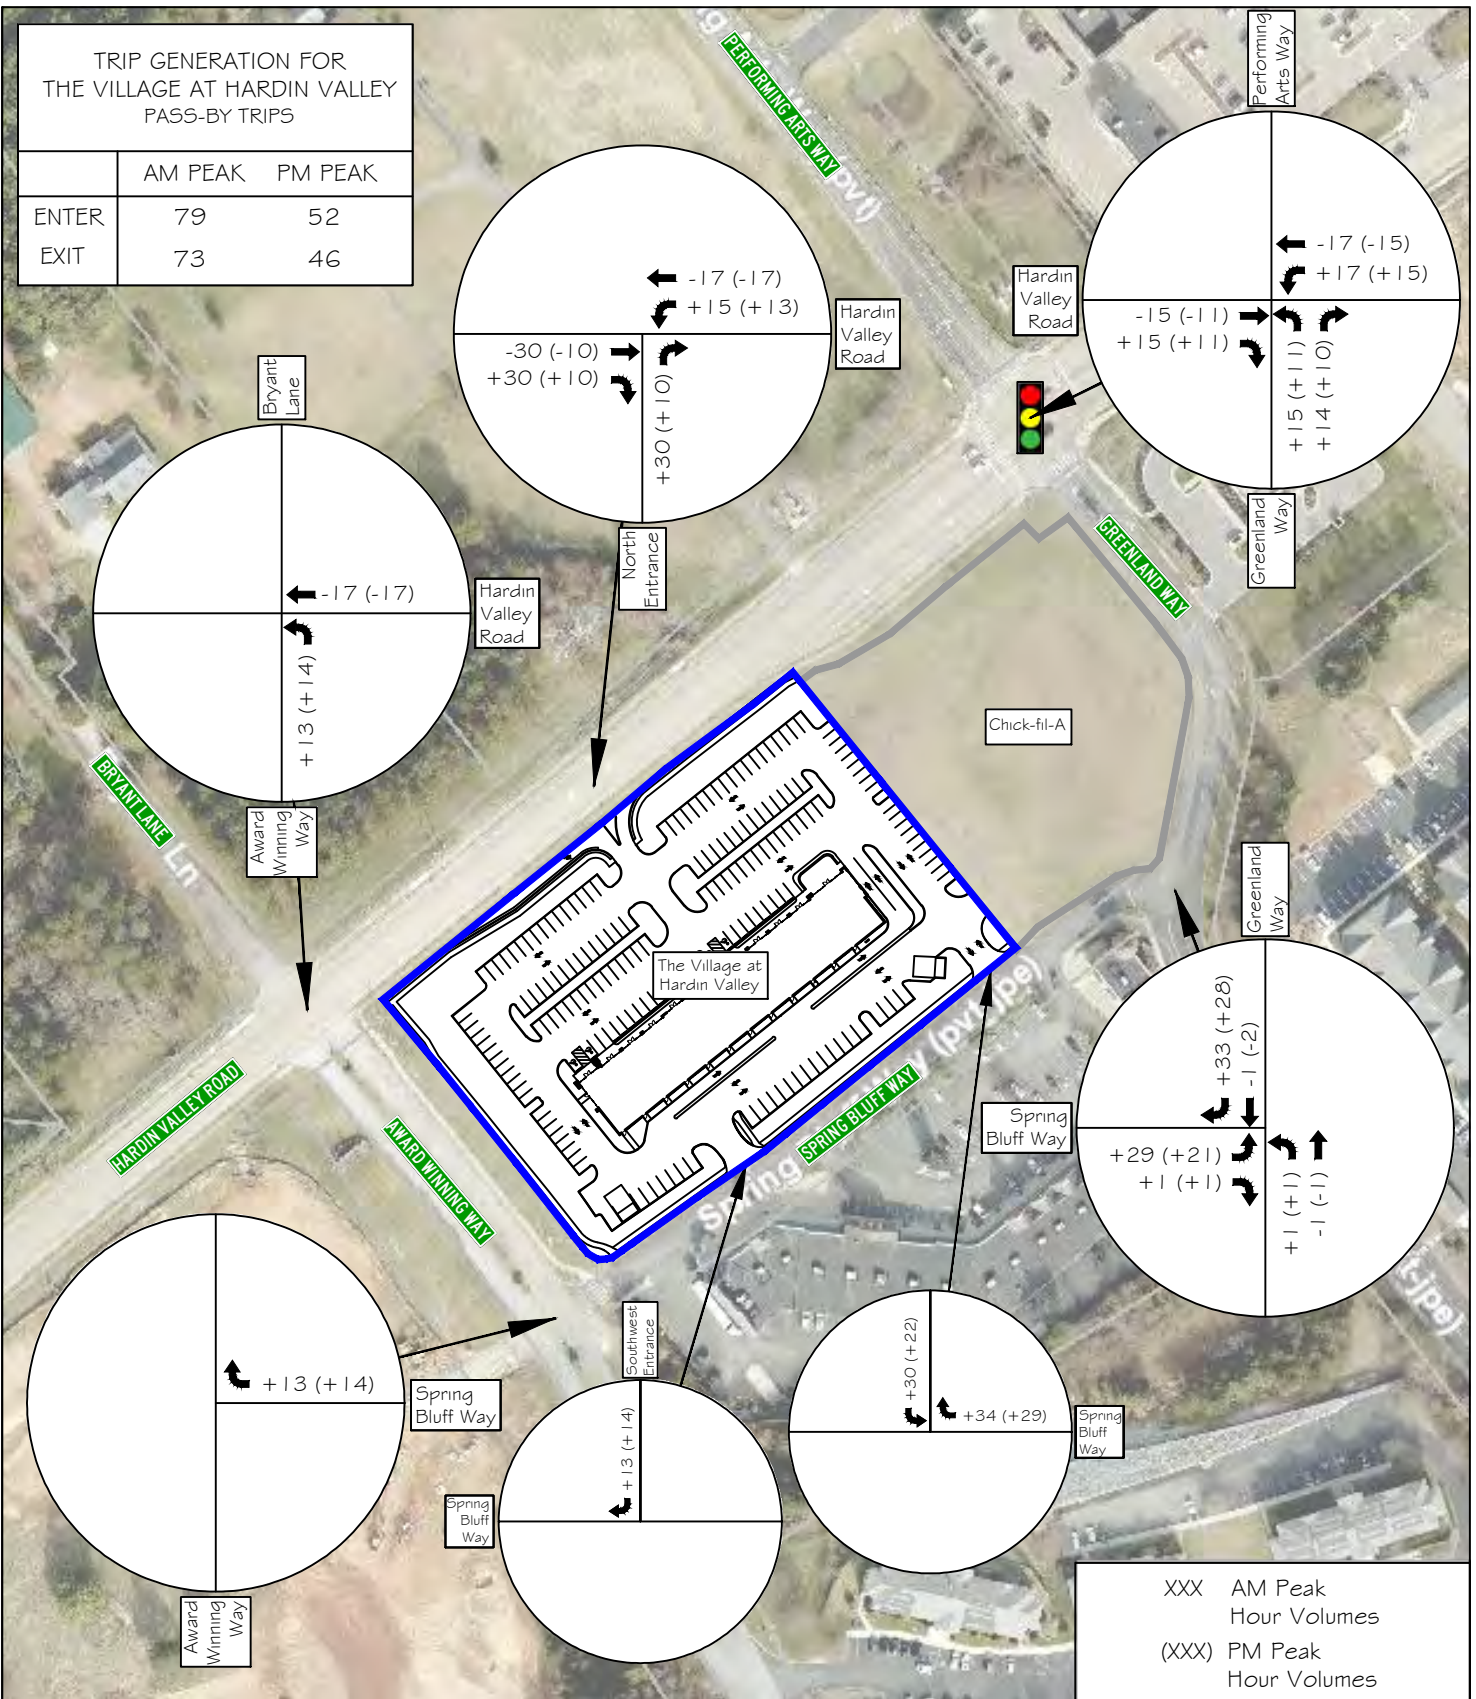 TRIP GENERATION FOR
THE VILLAGE AT HARDIN VALLEY
PASS-BY TRIPS
AM PEAK PM PEAK
ENTER 79 52
EXIT 73 46
PERFORMING ARTS WAY
(pvt)
Performing
Arts Way
-17 (-15)
+17 (+15)
Hardin
Valley
Road
-15 (-11)
+15 (+11)
+15 (+11)
+14 (+10)
Greenland
Way
-17 (-17)
+15 (+13)
Hardin
Valley
Road
-30 (-10)
+30 (+10)
+30 (+10)
North
Entrance
Bryant
Lane
-17 (-17)
Hardin
Valley
Road
+13 (+14)
Award
Winning
Way
GREENLAND WAY
Chick-fil-A
BRYANT LANE
Ln
The Village at
Hardin Valley
Greenland
Way
+33 (+28)
-1 (-2)
Spring
Bluff Way
+29 (+21)
+1 (+1)
+1 (+1)
-1 (-1)
HARDIN VALLEY ROAD
AWARD WINNING WAY
SPRING BLUFF WAY
Spring Way (pvt-jpe)
t-jpe)
+13 (+14)
Spring
Bluff Way
Award
Winning
Way
Southwest
Entrance
+13 (+14)
Spring
Bluff
Way
+30 (+22)
+34 (+29)
Spring
Bluff
Way
XXX AM Peak
Hour Volumes
(XXX) PM Peak
Hour Volumes